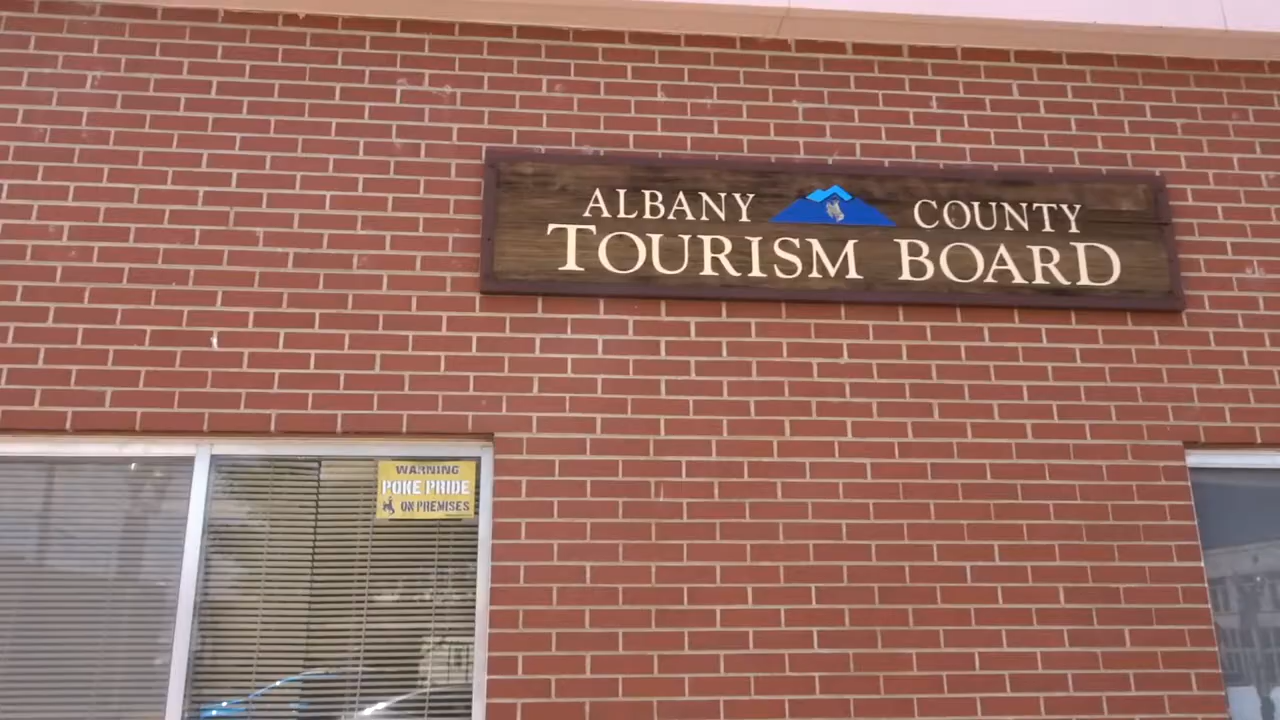 ALBANY COUNTY
TOURISM BOARD
WARNING
POKE PRIDE
ON PREMISES